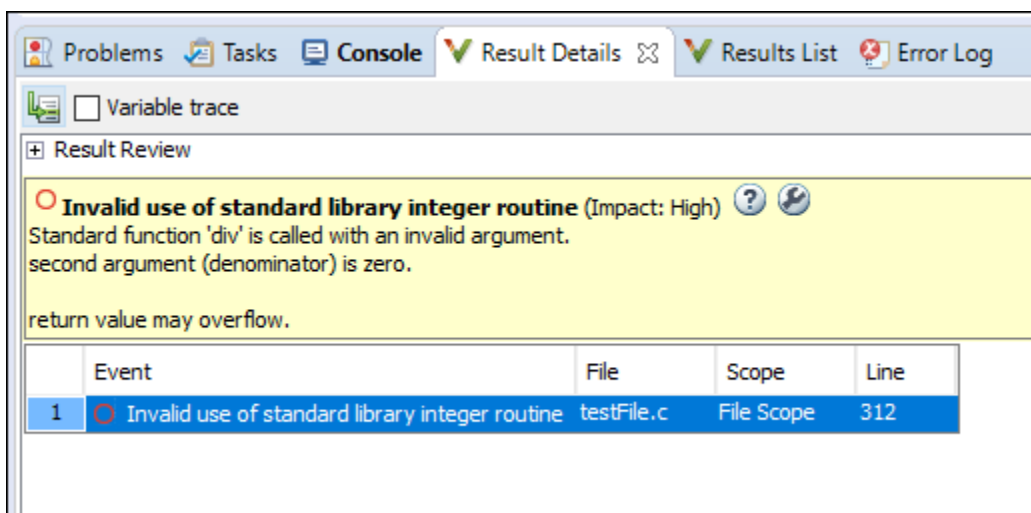 Problems Tasks Console Result Details Results List Error Log
Variable trace
Result Review
Invalid use of standard library integer routine (Impact: High) ?
Standard function 'div' is called with an invalid argument.
second argument (denominator) is zero.
return value may overflow.
Event File Scope Line
1 Invalid use of standard library integer routine testFile.c File Scope 312